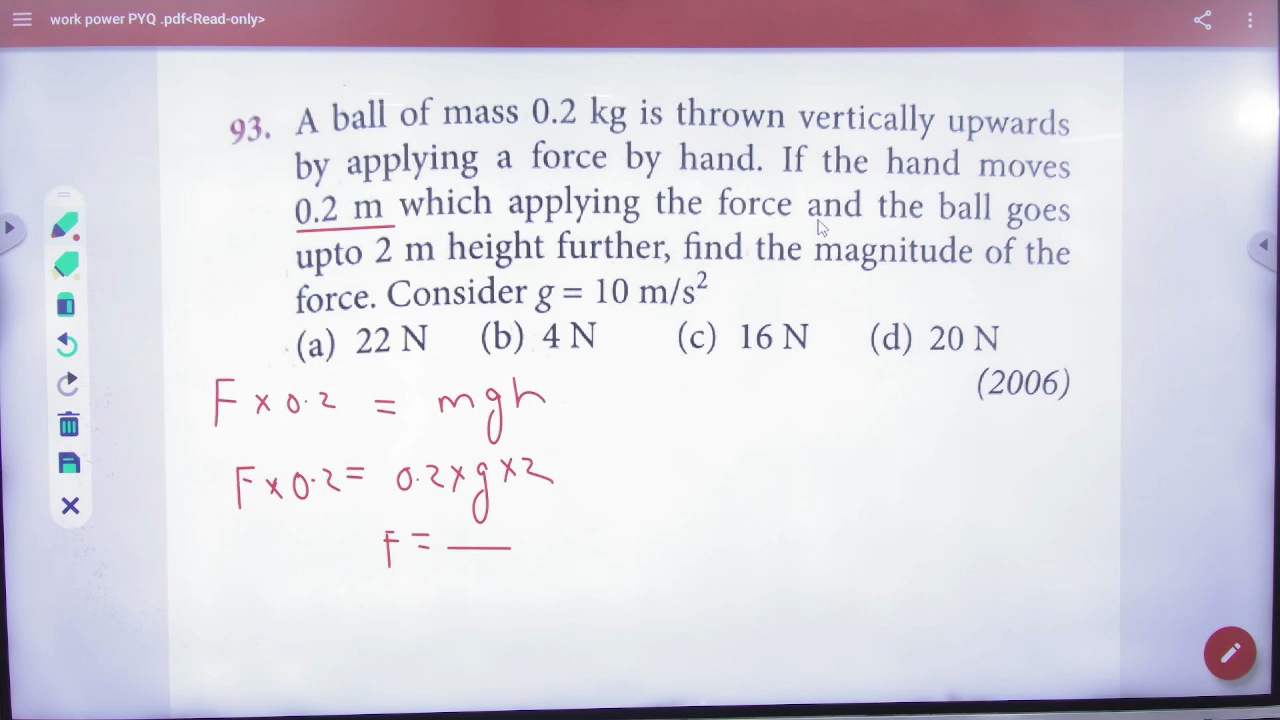 work power PYQ .pdf<Read-only>
93. A ball of mass 0.2 kg is thrown vertically upwards
by applying a force by hand. If the hand moves
0.2 m which applying the force and the ball goes
upto 2 m height further, find the magnitude of the
force. Consider g = 10 m/s²
(a) 22 N (b) 4 N (c) 16 N (d) 20 N
(2006)
F × 0.2 = mgh
F × 0.2 = 0.2 × g × 2
F = __